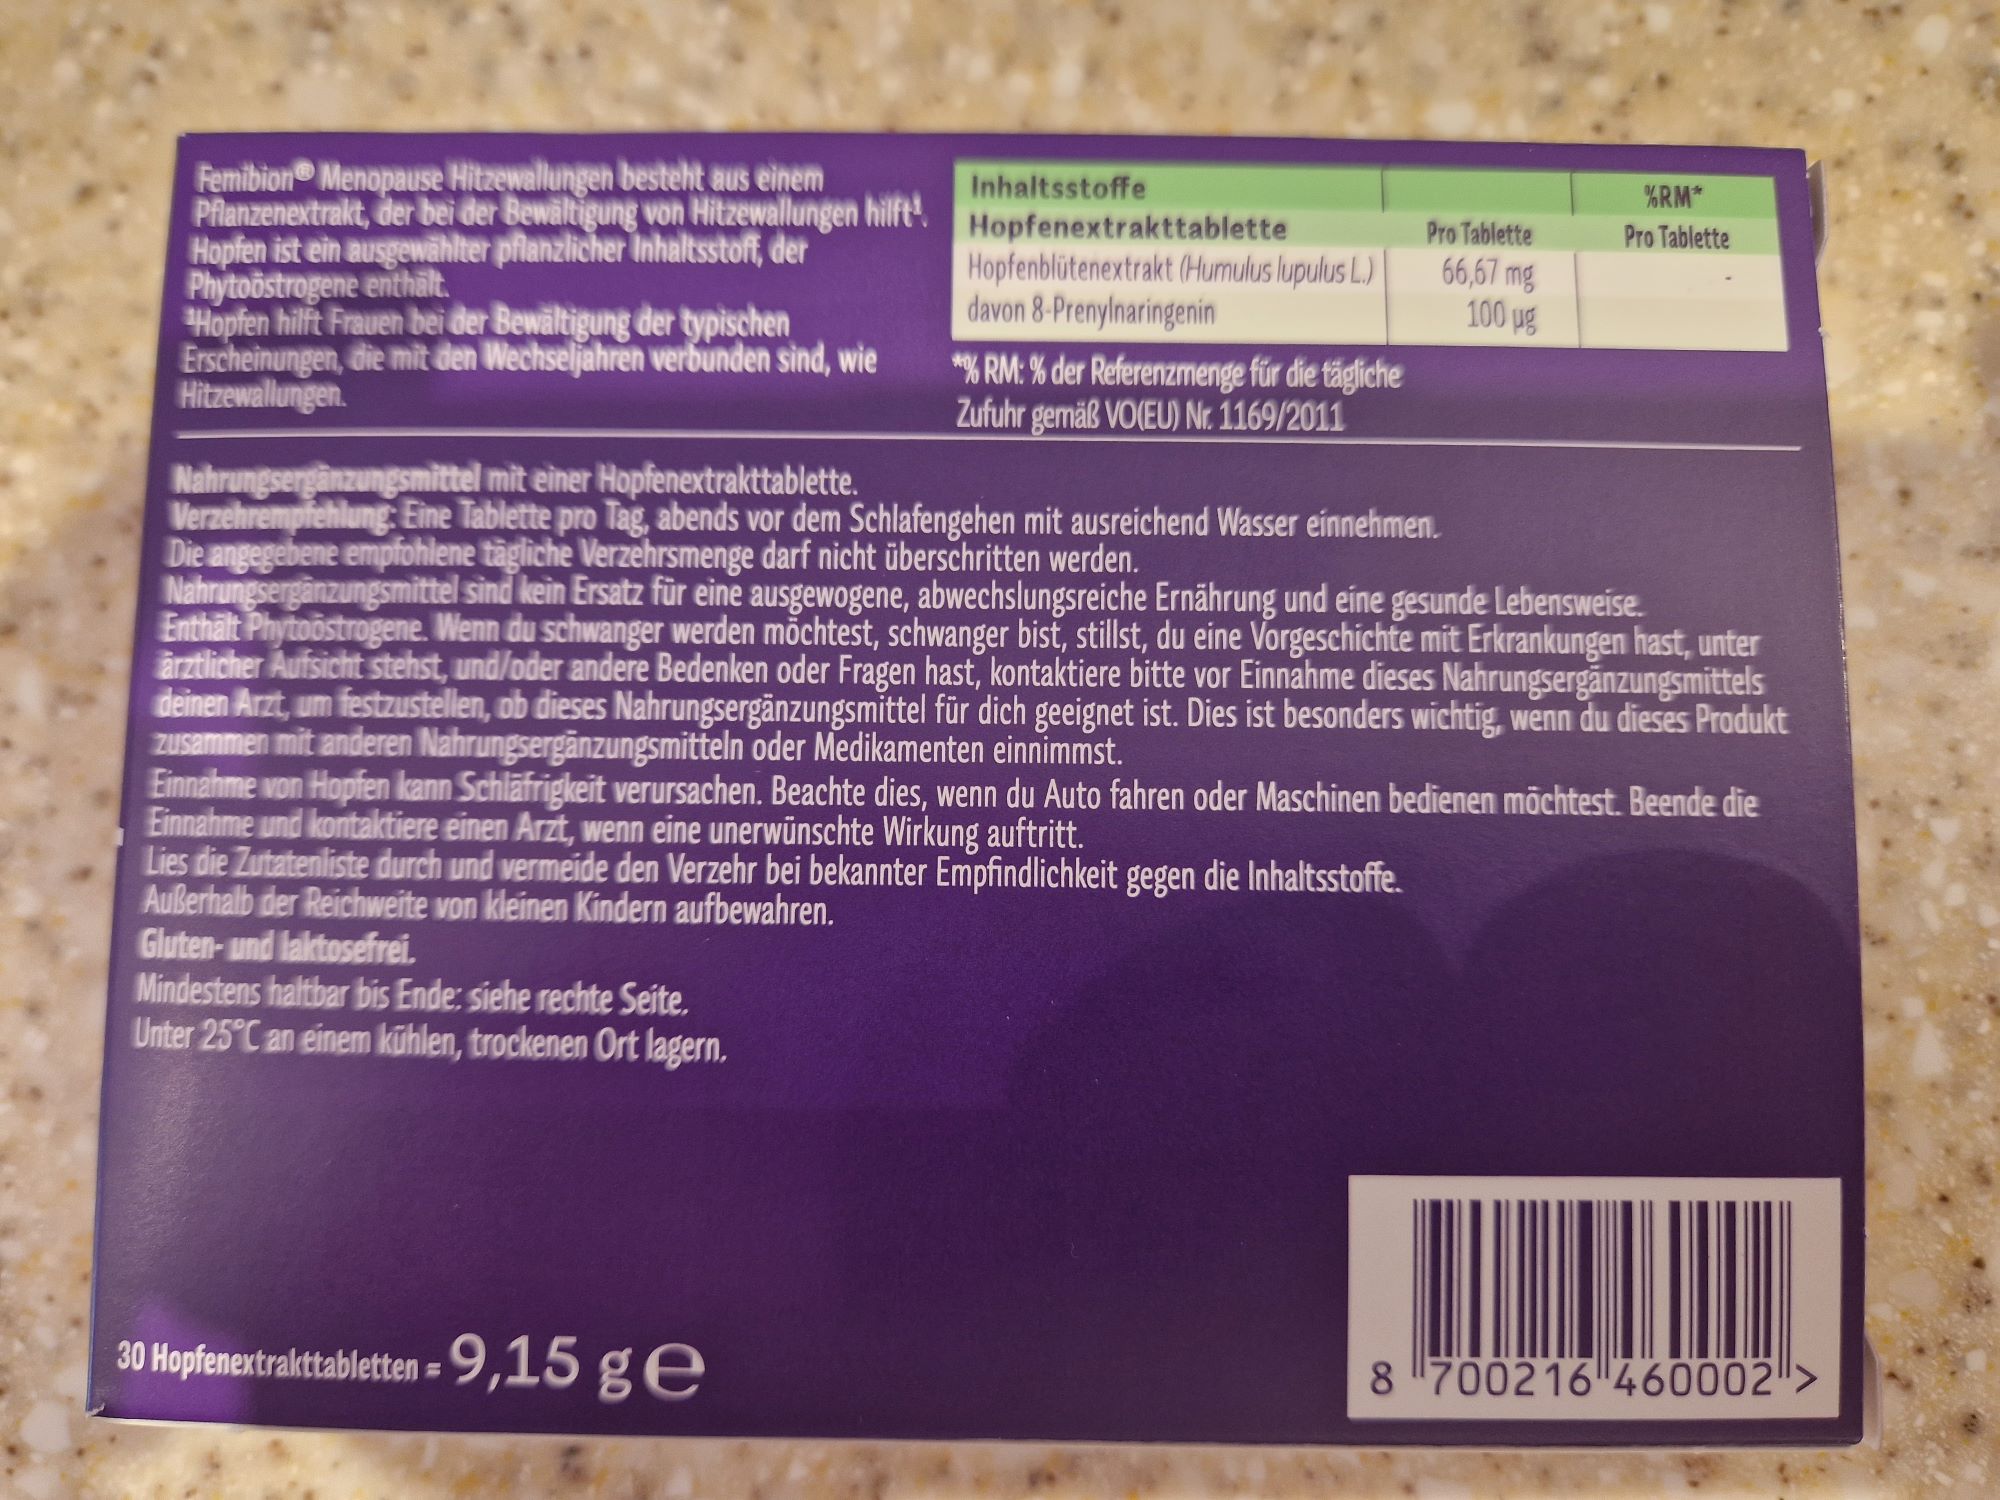 Femibion® Menopause Hitzewallungen besteht aus einem
Pflanzenextrakt, der bei der Bewältigung von Hitzewallungen hilft¹.
Hopfen ist ein ausgewählter pflanzlicher Inhaltsstoff, der
Phytoöstrogene enthält.
¹Hopfen hilft Frauen bei der Bewältigung der typischen
Erscheinungen, die mit den Wechseljahren verbunden sind, wie
Hitzewallungen.
Inhaltsstoffe %RM*
Hopfenextrakttablette Pro Tablette Pro Tablette
Hopfenblütenextrakt (Humulus lupulus L.) 66,67 mg -
davon 8-Prenylnaringenin 100 µg
*% RM: % der Referenzmenge für die tägliche
Zufuhr gemäß VO(EU) Nr. 1169/2011
Nahrungsergänzungsmittel mit einer Hopfenextrakttablette.
Verzehrempfehlung: Eine Tablette pro Tag, abends vor dem Schlafengehen mit ausreichend Wasser einnehmen.
Die angegebene empfohlene tägliche Verzehrsmenge darf nicht überschritten werden.
Nahrungsergänzungsmittel sind kein Ersatz für eine ausgewogene, abwechslungsreiche Ernährung und eine gesunde Lebensweise.
Enthält Phytoöstrogene. Wenn du schwanger werden möchtest, schwanger bist, stillst, du eine Vorgeschichte mit Erkrankungen hast, unter
ärztlicher Aufsicht stehst, und/oder andere Bedenken oder Fragen hast, kontaktiere bitte vor Einnahme dieses Nahrungsergänzungsmittels
deinen Arzt, um festzustellen, ob dieses Nahrungsergänzungsmittel für dich geeignet ist. Dies ist besonders wichtig, wenn du dieses Produkt
zusammen mit anderen Nahrungsergänzungsmitteln oder Medikamenten einnimmst.
Einnahme von Hopfen kann Schläfrigkeit verursachen. Beachte dies, wenn du Auto fahren oder Maschinen bedienen möchtest. Beende die
Einnahme und kontaktiere einen Arzt, wenn eine unerwünschte Wirkung auftritt.
Lies die Zutatenliste durch und vermeide den Verzehr bei bekannter Empfindlichkeit gegen die Inhaltsstoffe.
Außerhalb der Reichweite von kleinen Kindern aufbewahren.
Gluten- und laktosefrei.
Mindestens haltbar bis Ende: siehe rechte Seite.
Unter 25°C an einem kühlen, trockenen Ort lagern.
30 Hopfenextrakttabletten = 9,15 g ℮
8 700216 460002 >